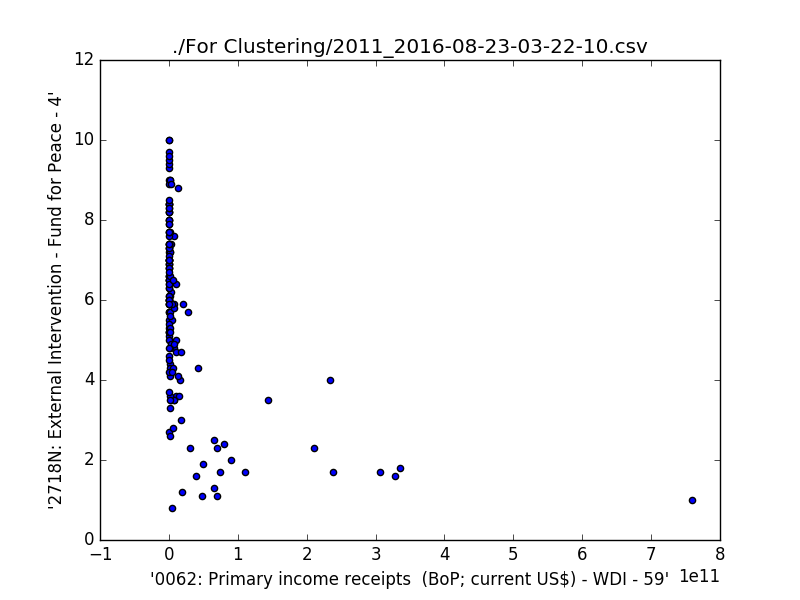 ./For Clustering/2011_2016-08-23-03-22-10.csv
12
10
8
6
4
2
0
'2718N: External Intervention - Fund for Peace - 4'
−1 0 1 2 3 4 5 6 7 8
1e11
'0062: Primary income receipts  (BoP; current US$) - WDI - 59'